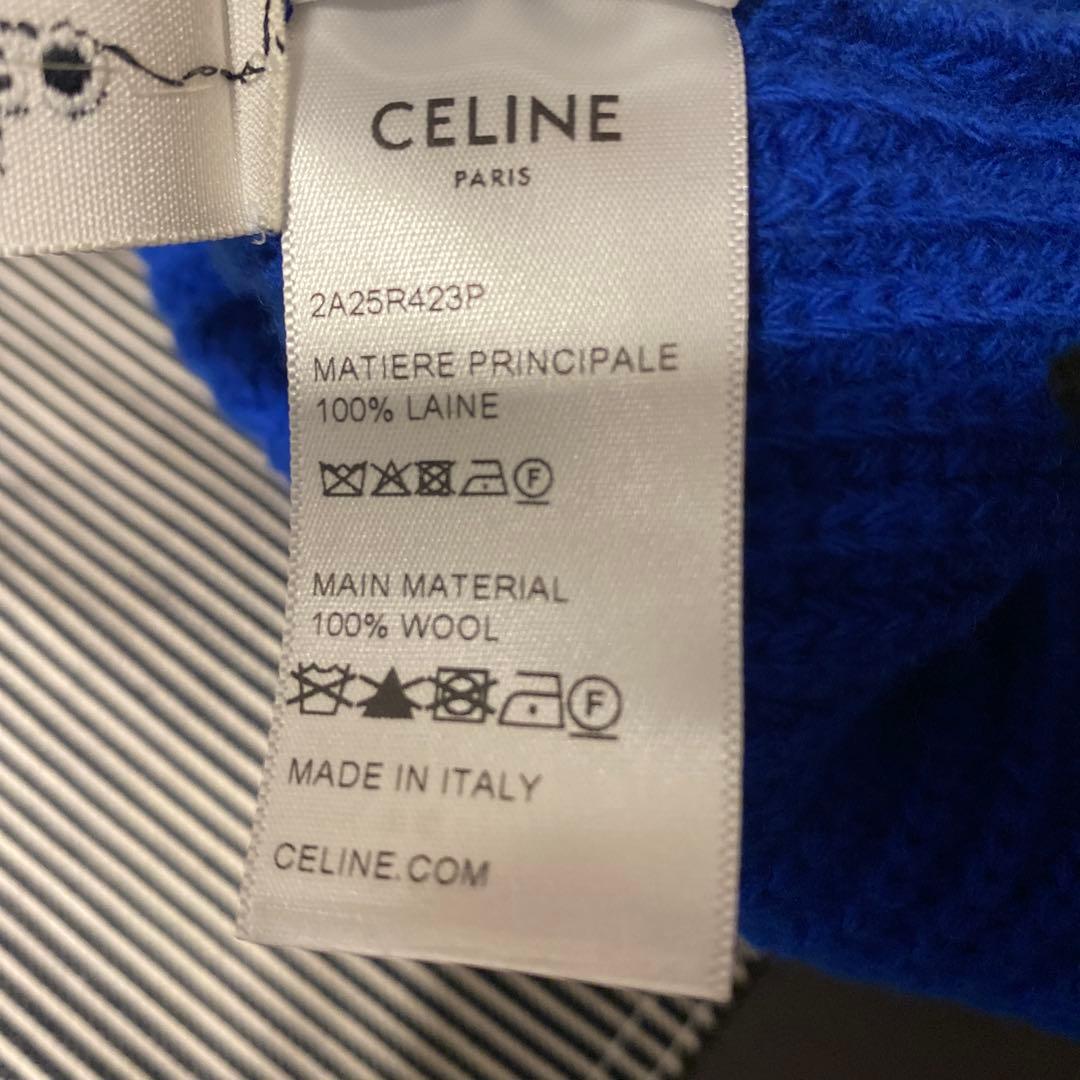 CELINE
PARIS
2A25R423P
MATIERE PRINCIPALE
100% LAINE
F
MAIN MATERIAL
100% WOOL
F
MADE IN ITALY
CELINE.COM